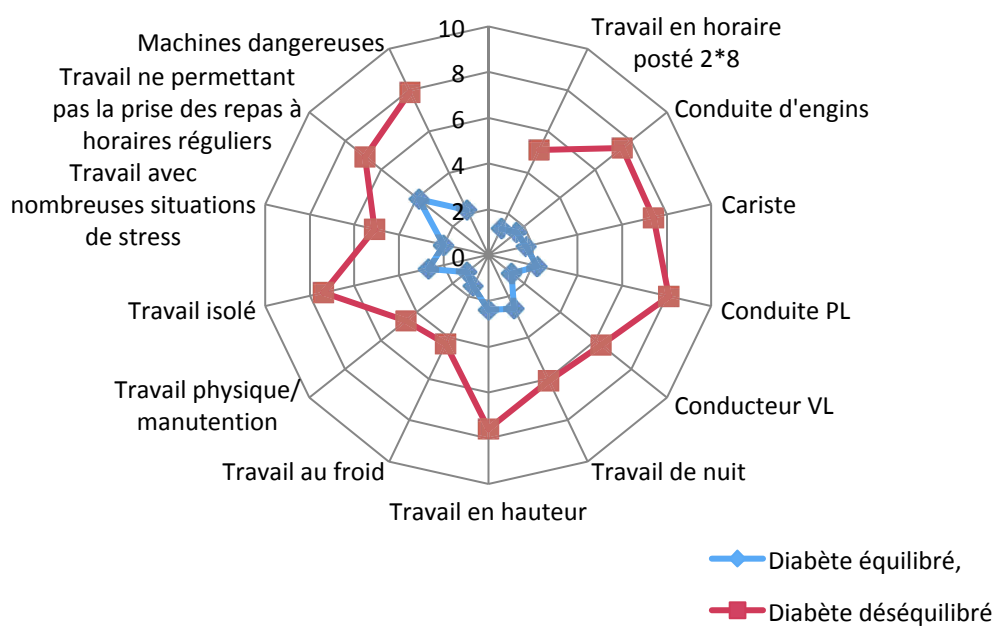 10
8
6
4
2
0
Travail en horaire
posté 2*8
Conduite d'engins
Cariste
Conduite PL
Conducteur VL
Travail de nuit
Travail en hauteur
Travail au froid
Travail physique/
manutention
Travail isolé
Travail avec
nombreuses situations
de stress
Travail ne permettant
pas la prise des repas à
horaires réguliers
Machines dangereuses
Diabète équilibré,
Diabète déséquilibré